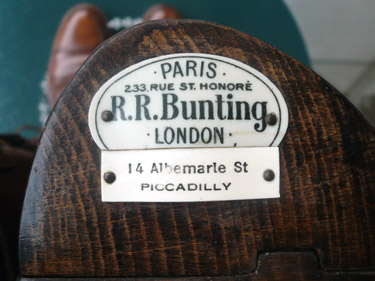 · PARIS ·
233, RUE ST. HONORÉ
R.R. Bunting
· LONDON ·
14 Albemarle St
PICCADILLY